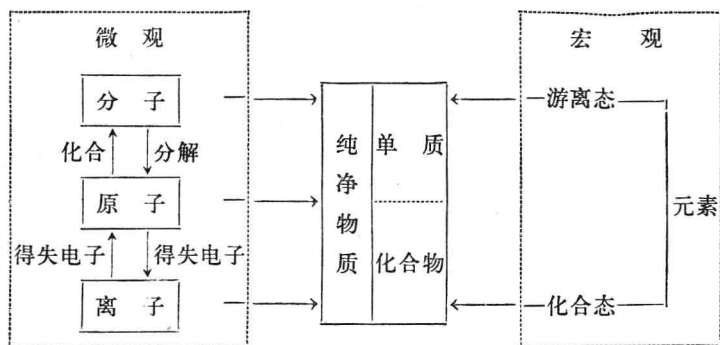 微观
宏观
分子
游离态
化合
分解
纯净物质
单质
原子
元素
得失电子
得失电子
化合物
离子
化合态